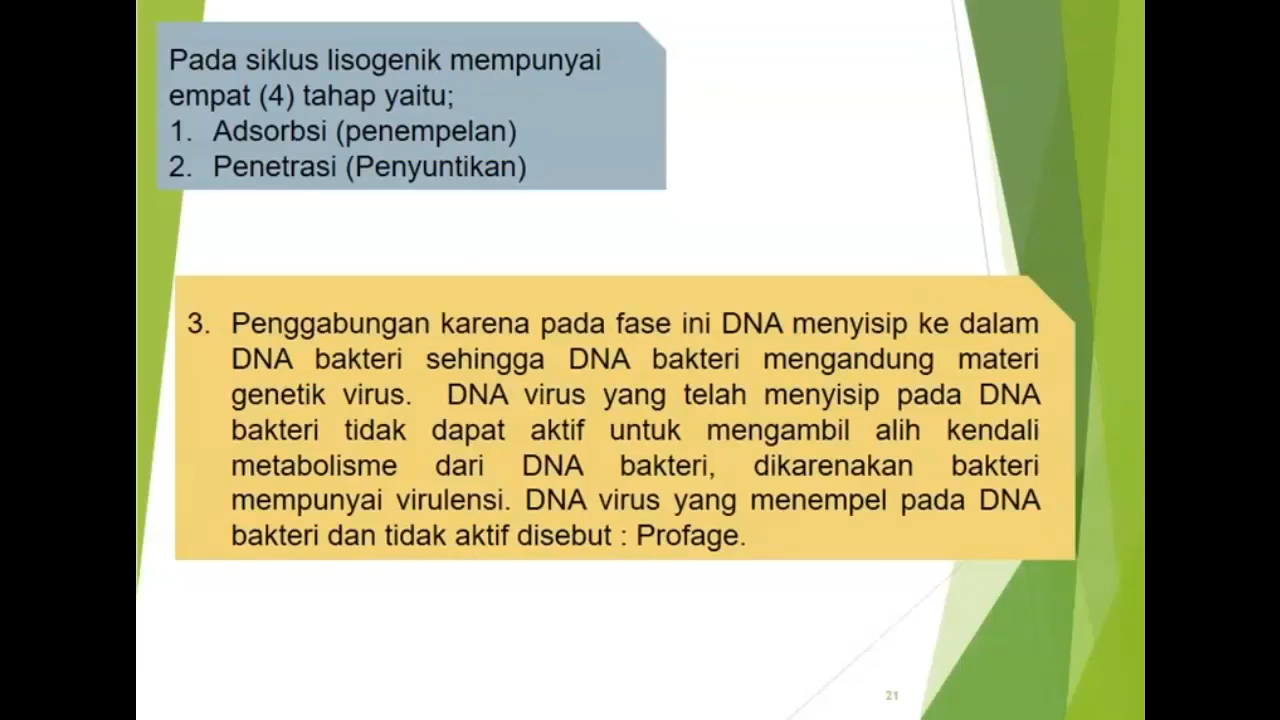 Pada siklus lisogenik mempunyai
empat (4) tahap yaitu;
1. Adsorbsi (penempelan)
2. Penetrasi (Penyuntikan)
3. Penggabungan karena pada fase ini DNA menyisip ke dalam
DNA bakteri sehingga DNA bakteri mengandung materi
genetik virus. DNA virus yang telah menyisip pada DNA
bakteri tidak dapat aktif untuk mengambil alih kendali
metabolisme dari DNA bakteri, dikarenakan bakteri
mempunyai virulensi. DNA virus yang menempel pada DNA
bakteri dan tidak aktif disebut : Profage.
21